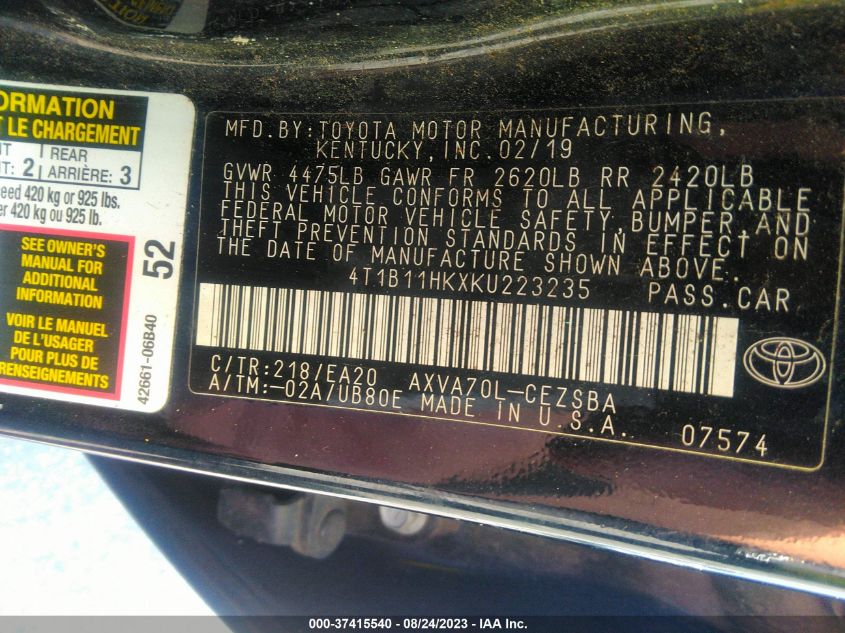 ORMATION
T LE CHARGEMENT
NT 1 REAR
NT: 2 ARRIÈRE: 3
eed 420 kg or 925 lbs.
er 420 kg ou 925 lb.
SEE OWNER'S
MANUAL FOR
ADDITIONAL
INFORMATION
VOIR LE MANUEL
DE L'USAGER
POUR PLUS DE
RENSEIGNEMENTS
52
42661-06B40
MFD.BY:TOYOTA MOTOR MANUFACTURING,
KENTUCKY,INC. 02/19
GVWR 4475LB GAWR FR 2620LB RR 2420LB
THIS VEHICLE CONFORMS TO ALL APPLICABLE
FEDERAL MOTOR VEHICLE SAFETY,BUMPER,AND
THEFT PREVENTION STANDARDS IN EFFECT ON
THE DATE OF MANUFACTURE SHOWN ABOVE.
4T1B11HKXKU223235 PASS.CAR
C/TR:218/EA20 AXVA70L-CEZSBA
A/TM:-02A/UB80E MADE IN U.S.A. 07574
000-37415540 - 08/24/2023 - IAA Inc.